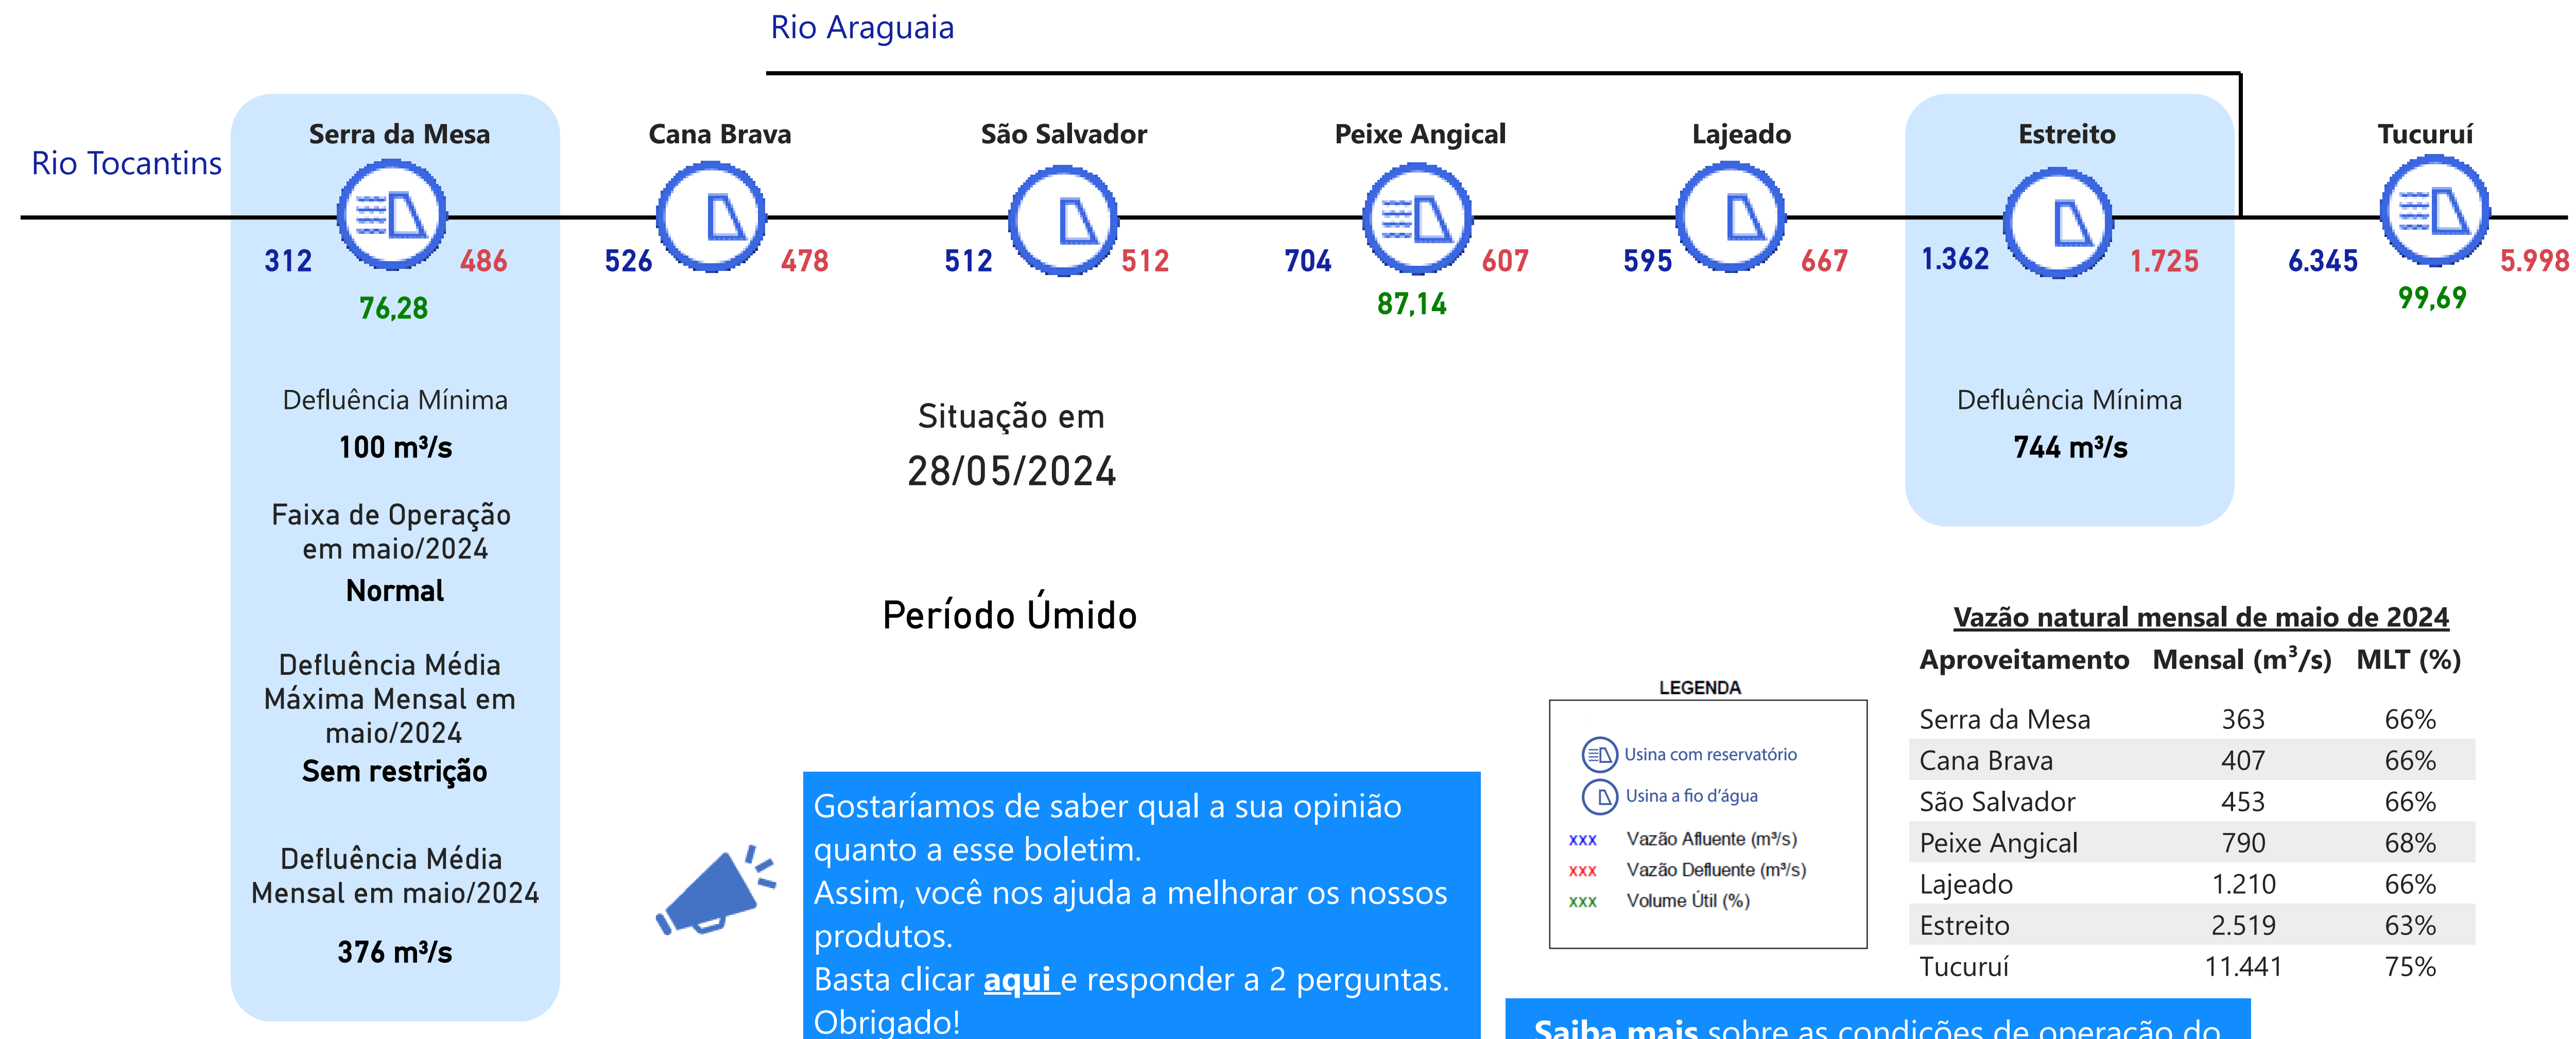 Rio Araguaia
Rio Tocantins
Serra da Mesa
Cana Brava
São Salvador
Peixe Angical
Lajeado
Estreito
Tucuruí
312 486
526 478
512 512
704 607
595 667
1.362 1.725
6.345 5.998
76,28
87,14
99,69
Defluência Mínima
100 m³/s
Faixa de Operação
em maio/2024
Normal
Defluência Média
Máxima Mensal em
maio/2024
Sem restrição
Defluência Média
Mensal em maio/2024
376 m³/s
Situação em
28/05/2024
Período Úmido
Defluência Mínima
744 m³/s
Gostaríamos de saber qual a sua opinião
quanto a esse boletim.
Assim, você nos ajuda a melhorar os nossos
produtos.
Basta clicar aqui e responder a 2 perguntas.
Obrigado!
LEGENDA
Usina com reservatório
Usina a fio d'água
xxx Vazão Afluente (m³/s)
xxx Vazão Defluente (m³/s)
xxx Volume Útil (%)
Vazão natural mensal de maio de 2024
Aproveitamento Mensal (m³/s) MLT (%)
Serra da Mesa 363 66%
Cana Brava 407 66%
São Salvador 453 66%
Peixe Angical 790 68%
Lajeado 1.210 66%
Estreito 2.519 63%
Tucuruí 11.441 75%
Saiba mais sobre as condições de operação do